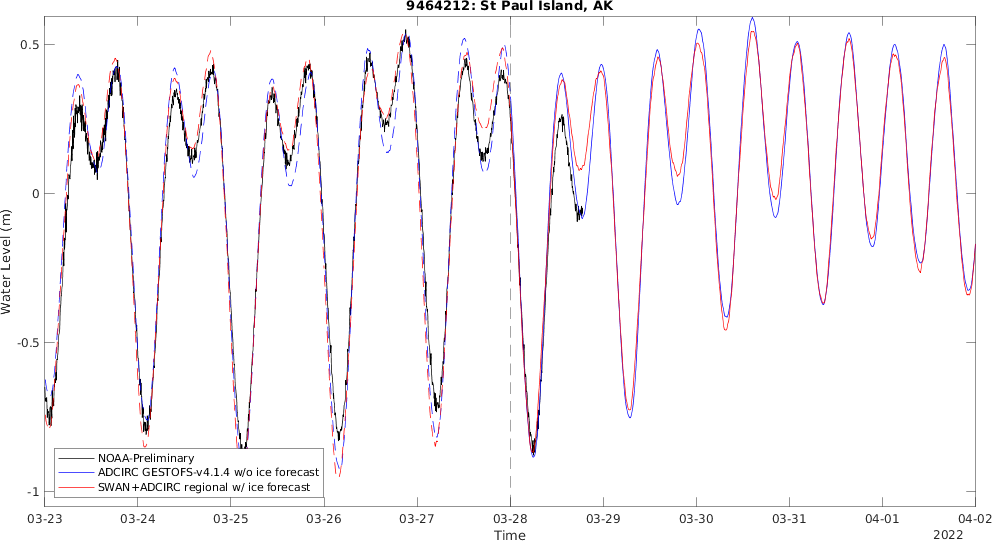 9464212: St Paul Island, AK
Water Level (m)
0.5
0
-0.5
-1
NOAA-Preliminary
ADCIRC GESTOFS-v4.1.4 w/o ice forecast
SWAN+ADCIRC regional w/ ice forecast
03-23 03-24 03-25 03-26 03-27 03-28 03-29 03-30 03-31 04-01 04-02
Time
2022